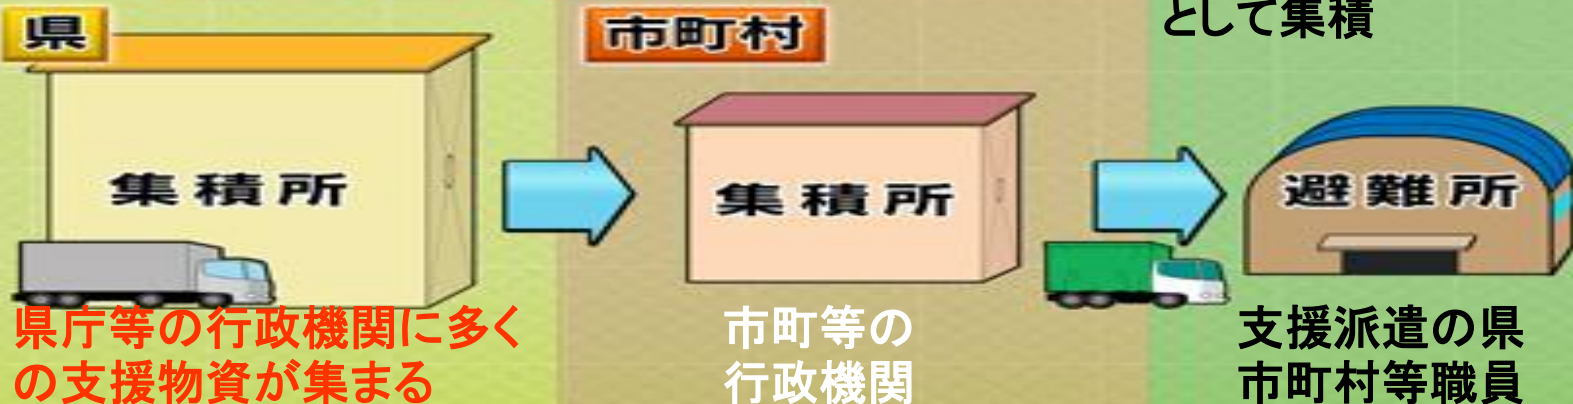 として集積
県
市町村
集積所
集積所
避難所
県庁等の行政機関に多く
の支援物資が集まる
市町等の
行政機関
支援派遣の県
市町村等職員